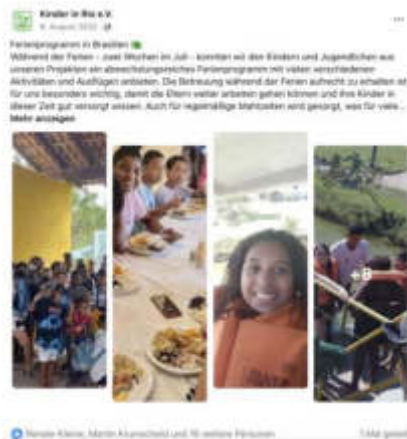 Kinder in Rio e.V.
8. August 2022
Ferienprogramm in Brasilien
Während der Ferien - zwei Wochen im Juli - konnten wir den Kindern und Jugendlichen aus
unseren Projekten ein abwechslungsreiches Ferienprogramm mit vielen verschiedenen
Aktivitäten und Ausflügen anbieten. Die Betreuung während der Ferien aufrecht zu erhalten ist
für uns besonders wichtig, damit die Eltern weiter arbeiten gehen können und ihre Kinder in
dieser Zeit gut versorgt wissen. Auch für regelmäßige Mahlzeiten wird gesorgt, was für viele ...
Mehr anzeigen
+8
Renate Kleine, Martin und 16 weitere Personen
1 Mal geteilt